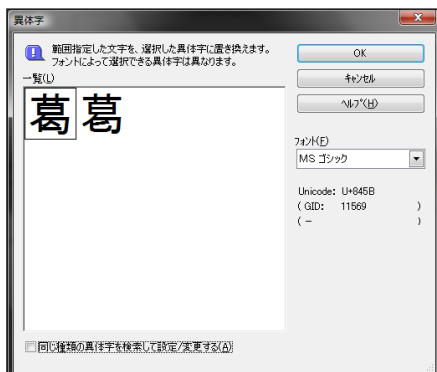 異体字
範囲指定した文字を、選択した異体字に置き換えます。
フォントによって選択できる異体字は異なります。
一覧(L)
葛 葛󠄁
OK
キャンセル
ヘルプ(H)
フォント(F)
MS ゴシック
Unicode: U+845B
( GID: 11569 )
( − )
同じ種類の異体字を検索して設定/変更する(A)